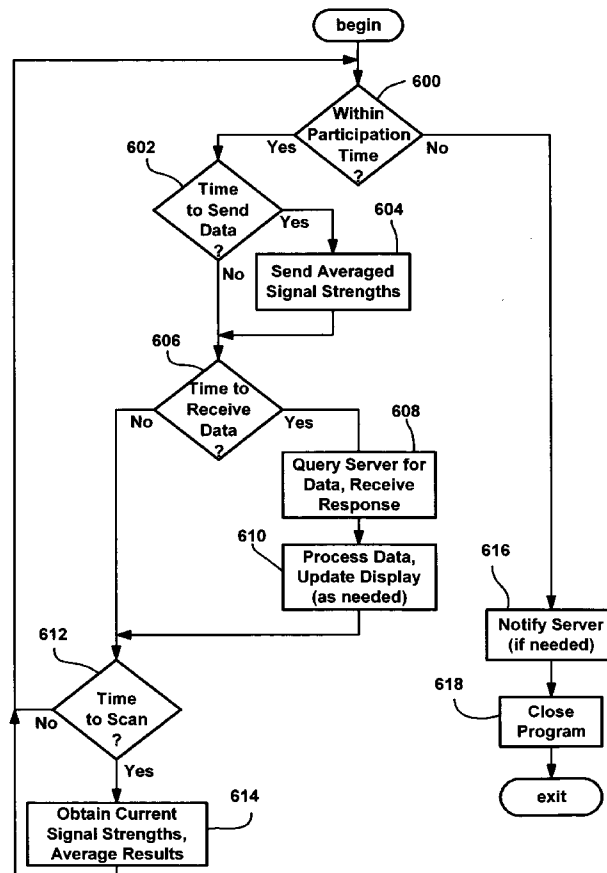 begin
600
Within
Participation
Time
?
Yes
No
602
Time
to Send
Data
?
Yes
No
604
Send Averaged
Signal Strengths
606
Time to
Receive
Data
?
No
Yes
608
Query Server for
Data, Receive
Response
610
Process Data,
Update Display
(as needed)
612
Time
to Scan
?
No
Yes
614
Obtain Current
Signal Strengths,
Average Results
616
Notify Server
(if needed)
618
Close
Program
exit